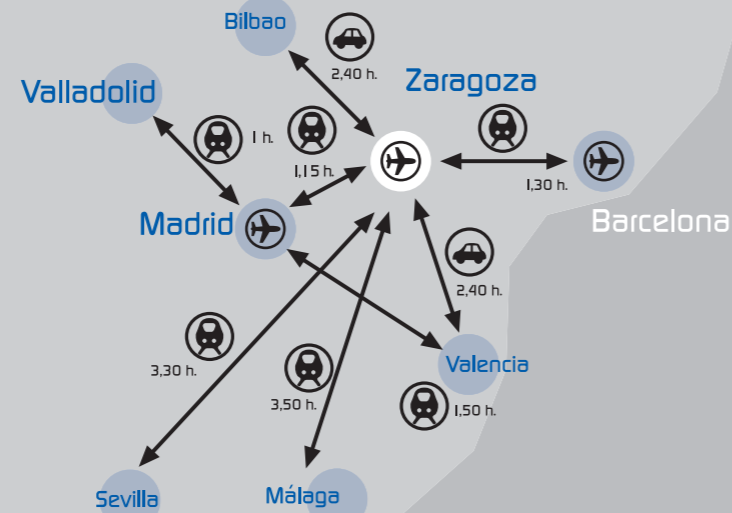 Bilbao
2,40 h.
Valladolid
Zaragoza
1 h.
1,15 h.
1,30 h.
Madrid
Barcelona
2,40 h.
3,30 h.
Valencia
3,50 h.
1,50 h.
Sevilla
Málaga